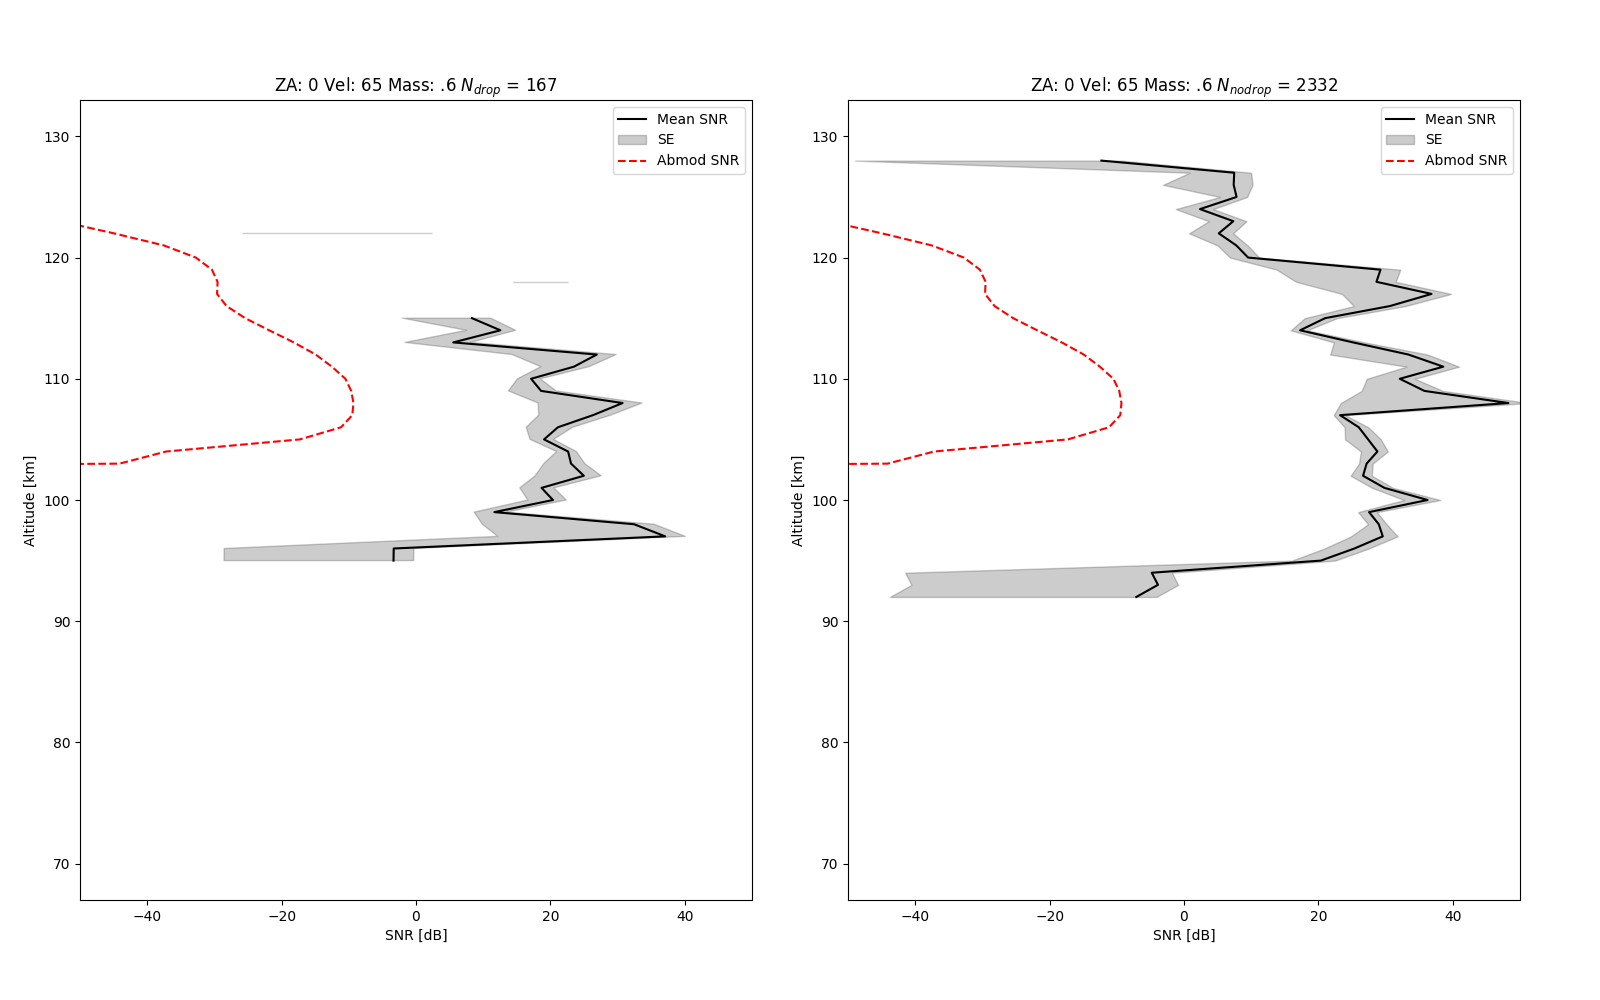 ZA: 0 Vel: 65 Mass: .6 N_drop = 167
Mean SNR
SE
Abmod SNR
130
120
110
100
90
80
70
Altitude [km]
−40
−20
0
20
40
SNR [dB]
ZA: 0 Vel: 65 Mass: .6 N_nodrop = 2332
Mean SNR
SE
Abmod SNR
130
120
110
100
90
80
70
Altitude [km]
−40
−20
0
20
40
SNR [dB]